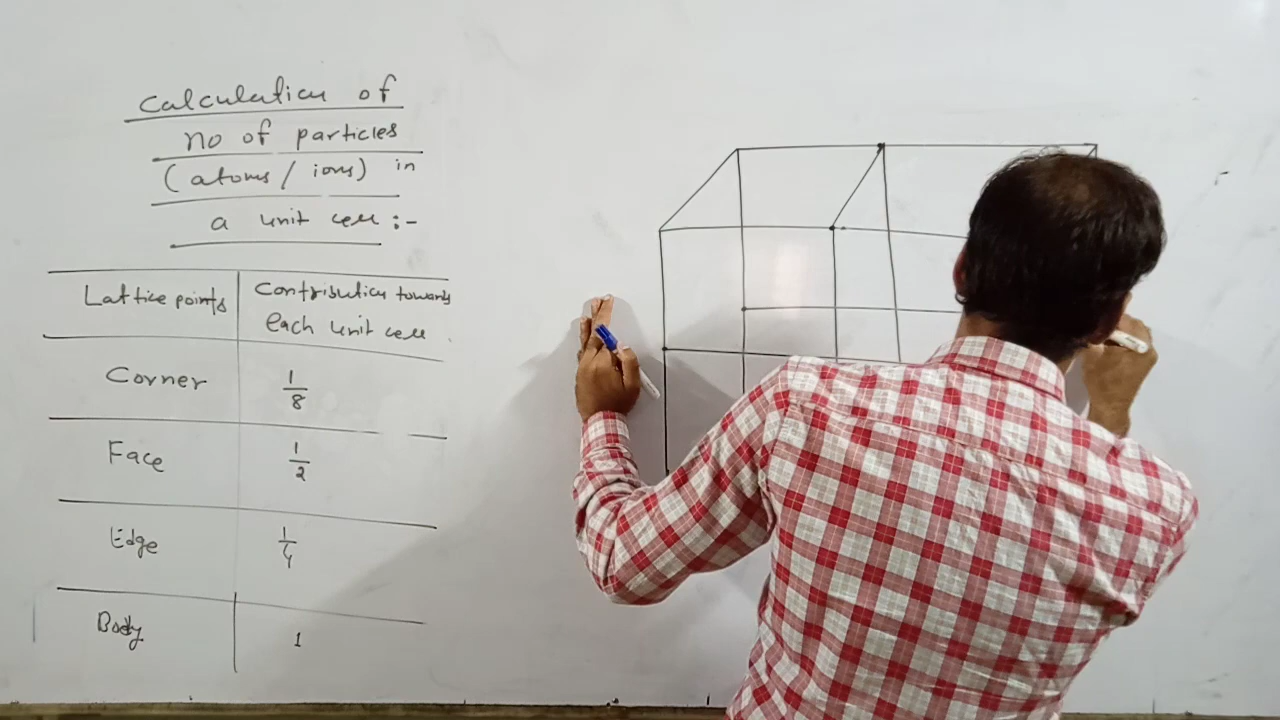 Calculation of
no of particles
(atoms / ions) in
a unit cell :-
Lattice points
Contribution towards
each unit cell
Corner
1/8
Face
1/2
Edge
1/4
Body
1